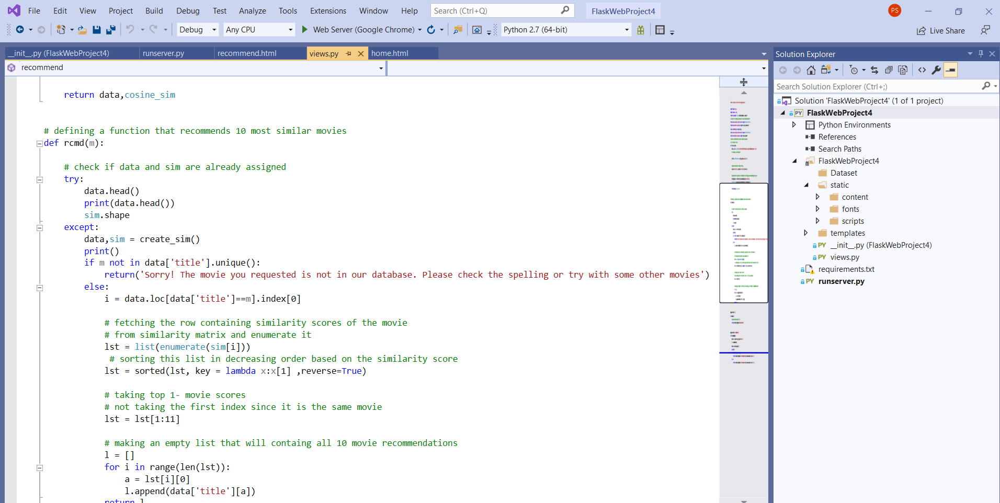 File Edit View Project Build Debug Test Analyze Tools Extensions Window Help Search (Ctrl+Q) FlaskWebProject4 PS
Debug Any CPU Web Server (Google Chrome) Python 2.7 (64-bit) Live Share
__init__.py (FlaskWebProject4) runserver.py recommend.html views.py home.html
recommend
return data,cosine_sim
# defining a function that recommends 10 most similar movies
def rcmd(m):
# check if data and sim are already assigned
try:
data.head()
print(data.head())
sim.shape
except:
data,sim = create_sim()
print()
if m not in data['title'].unique():
return('Sorry! The movie you requested is not in our database. Please check the spelling or try with some other movies')
else:
i = data.loc[data['title']==m].index[0]
# fetching the row containing similarity scores of the movie
# from similarity matrix and enumerate it
lst = list(enumerate(sim[i]))
# sorting this list in decreasing order based on the similarity score
lst = sorted(lst, key = lambda x:x[1] ,reverse=True)
# taking top 1- movie scores
# not taking the first index since it is the same movie
lst = lst[1:11]
# making an empty list that will containg all 10 movie recommendations
l = []
for i in range(len(lst)):
a = lst[i][0]
l.append(data['title'][a])
return l
Solution Explorer
Search Solution Explorer (Ctrl+;)
Solution 'FlaskWebProject4' (1 of 1 project)
PY FlaskWebProject4
Python Environments
References
Search Paths
FlaskWebProject4
Dataset
static
content
fonts
scripts
templates
PY __init__.py (FlaskWebProject4)
PY views.py
requirements.txt
PY runserver.py